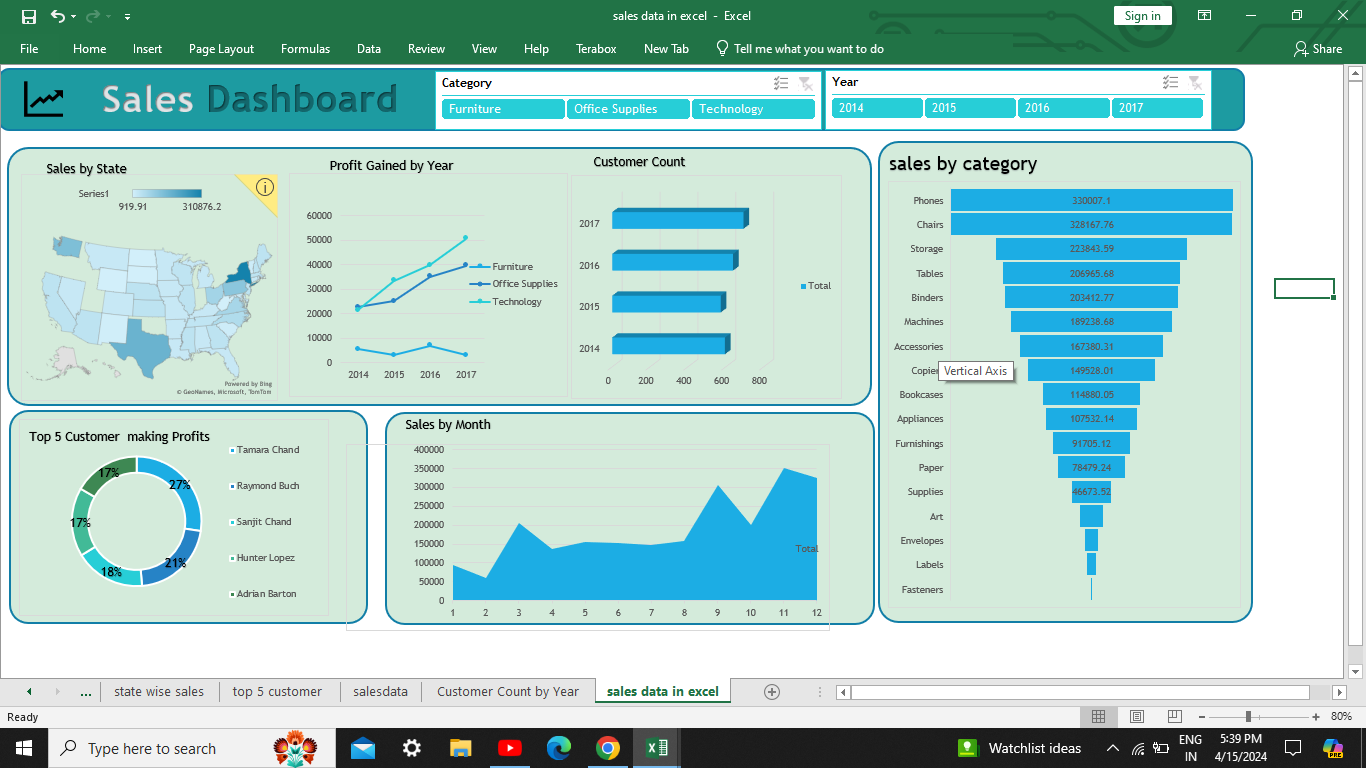 sales data in excel - Excel
Sign in
File Home Insert Page Layout Formulas Data Review View Help Terabox New Tab Tell me what you want to do Share
Sales Dashboard
Category
Furniture Office Supplies Technology
Year
2014 2015 2016 2017
Sales by State
Series1
919.91 310876.2
Powered by Bing
© GeoNames, Microsoft, TomTom
Profit Gained by Year
60000
50000
40000
30000
20000
10000
0
2014 2015 2016 2017
Furniture
Office Supplies
Technology
Customer Count
2017
2016
2015
2014
0 200 400 600 800
Total
sales by category
Phones 330007.1
Chairs 328167.76
Storage 223843.59
Tables 206965.68
Binders 203412.77
Machines 189238.68
Accessories 167380.31
Copier 149528.01
Vertical Axis
Bookcases 114880.05
Appliances 107532.14
Furnishings 91705.12
Paper 78479.24
Supplies 46673.52
Art
Envelopes
Labels
Fasteners
Top 5 Customer making Profits
17%
27%
17%
21%
18%
Tamara Chand
Raymond Buch
Sanjit Chand
Hunter Lopez
Adrian Barton
Sales by Month
400000
350000
300000
250000
200000
150000
100000
50000
0
1 2 3 4 5 6 7 8 9 10 11 12
Total
... state wise sales top 5 customer salesdata Customer Count by Year sales data in excel
Ready
80%
Type here to search
Watchlist ideas
ENG
IN
5:39 PM
4/15/2024
PRE